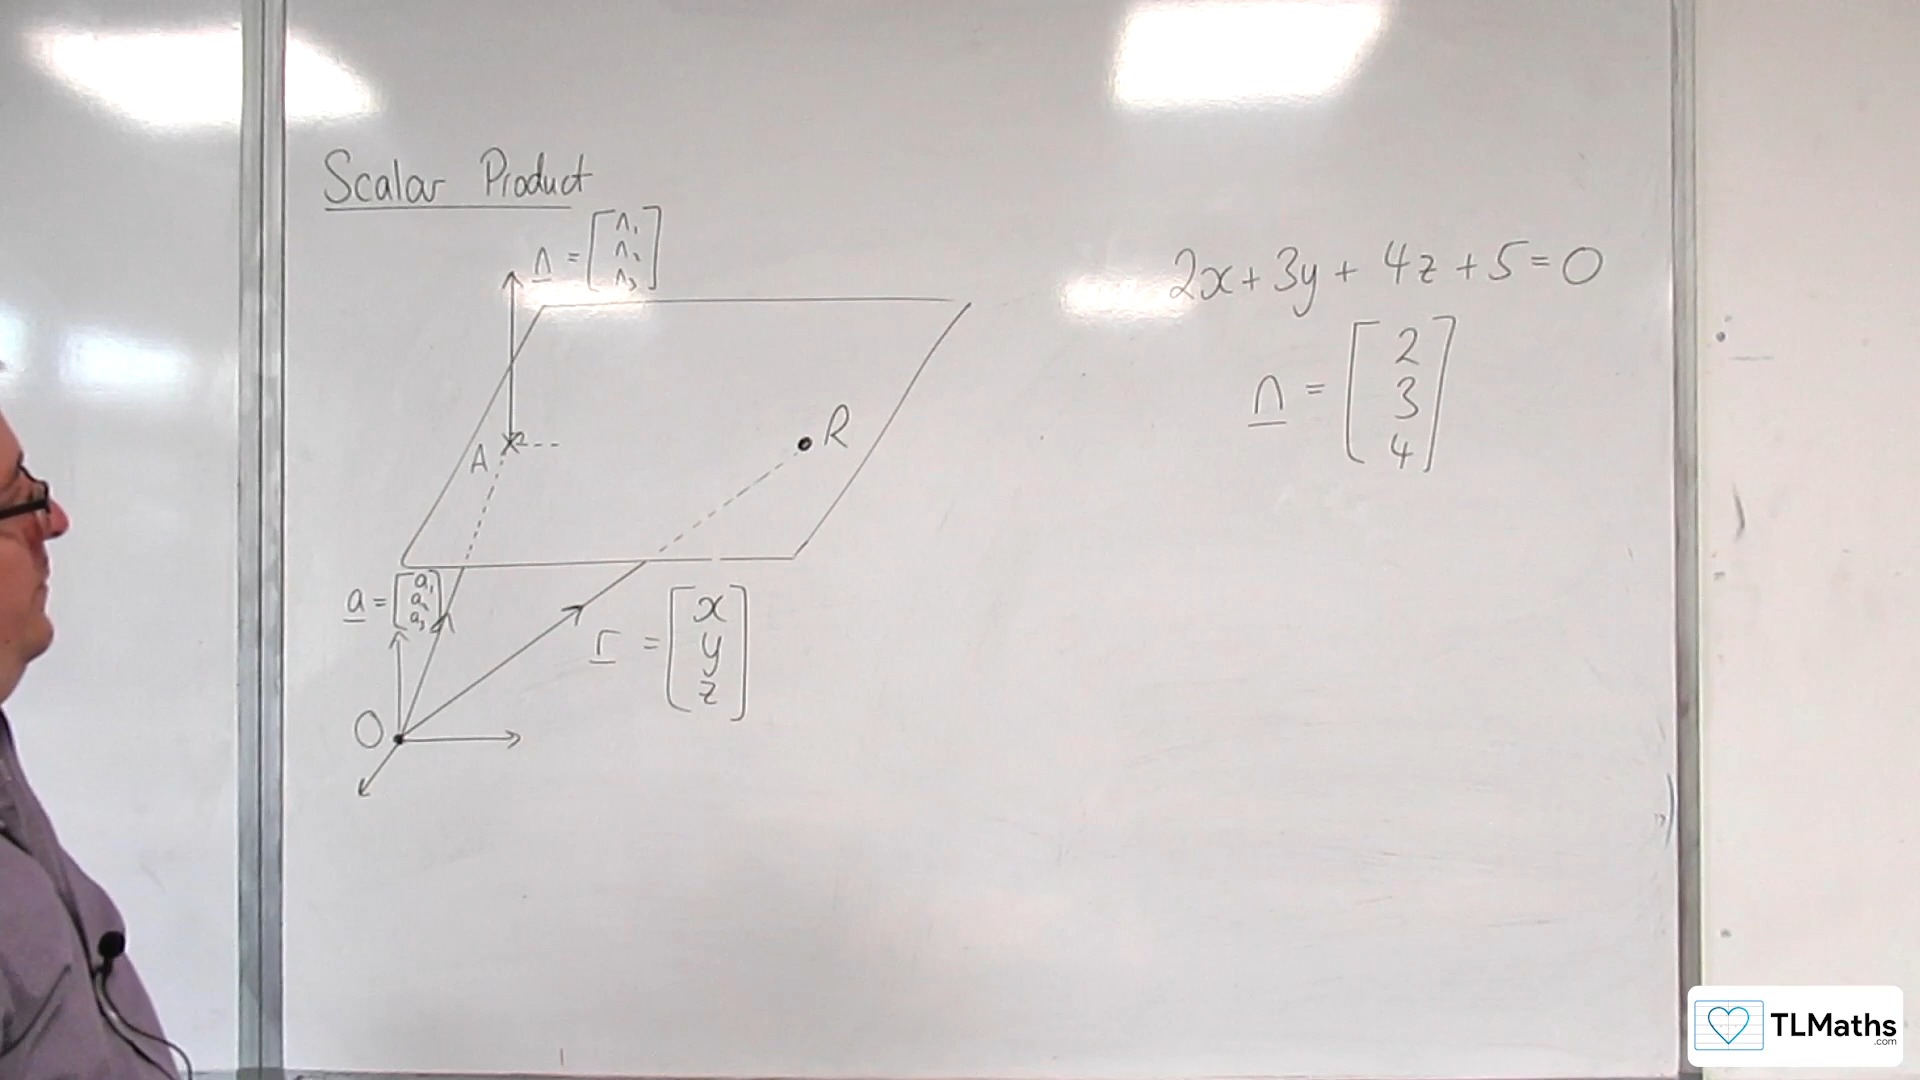 Scalar Product
n = [n₁
n₂
n₃]
A
R
a = [a₁
a₂
a₃]
r = [x
y
z]
O
2x + 3y + 4z + 5 = 0
n = [2
3
4]
TLMaths
.com